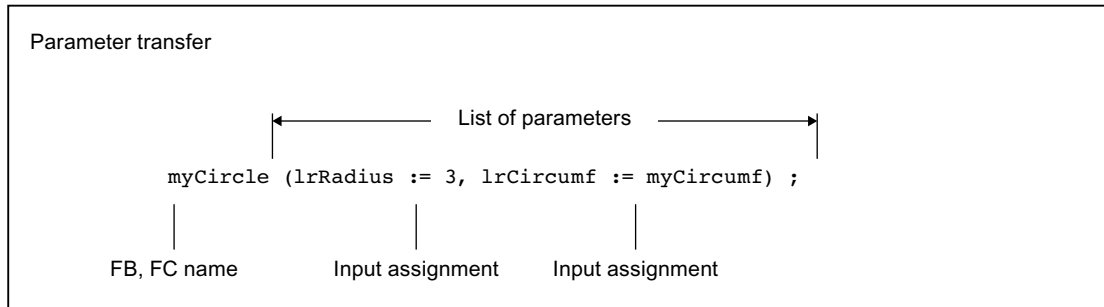 Parameter transfer
List of parameters
myCircle (lrRadius := 3, lrCircumf := myCircumf) ;
FB, FC name Input assignment Input assignment